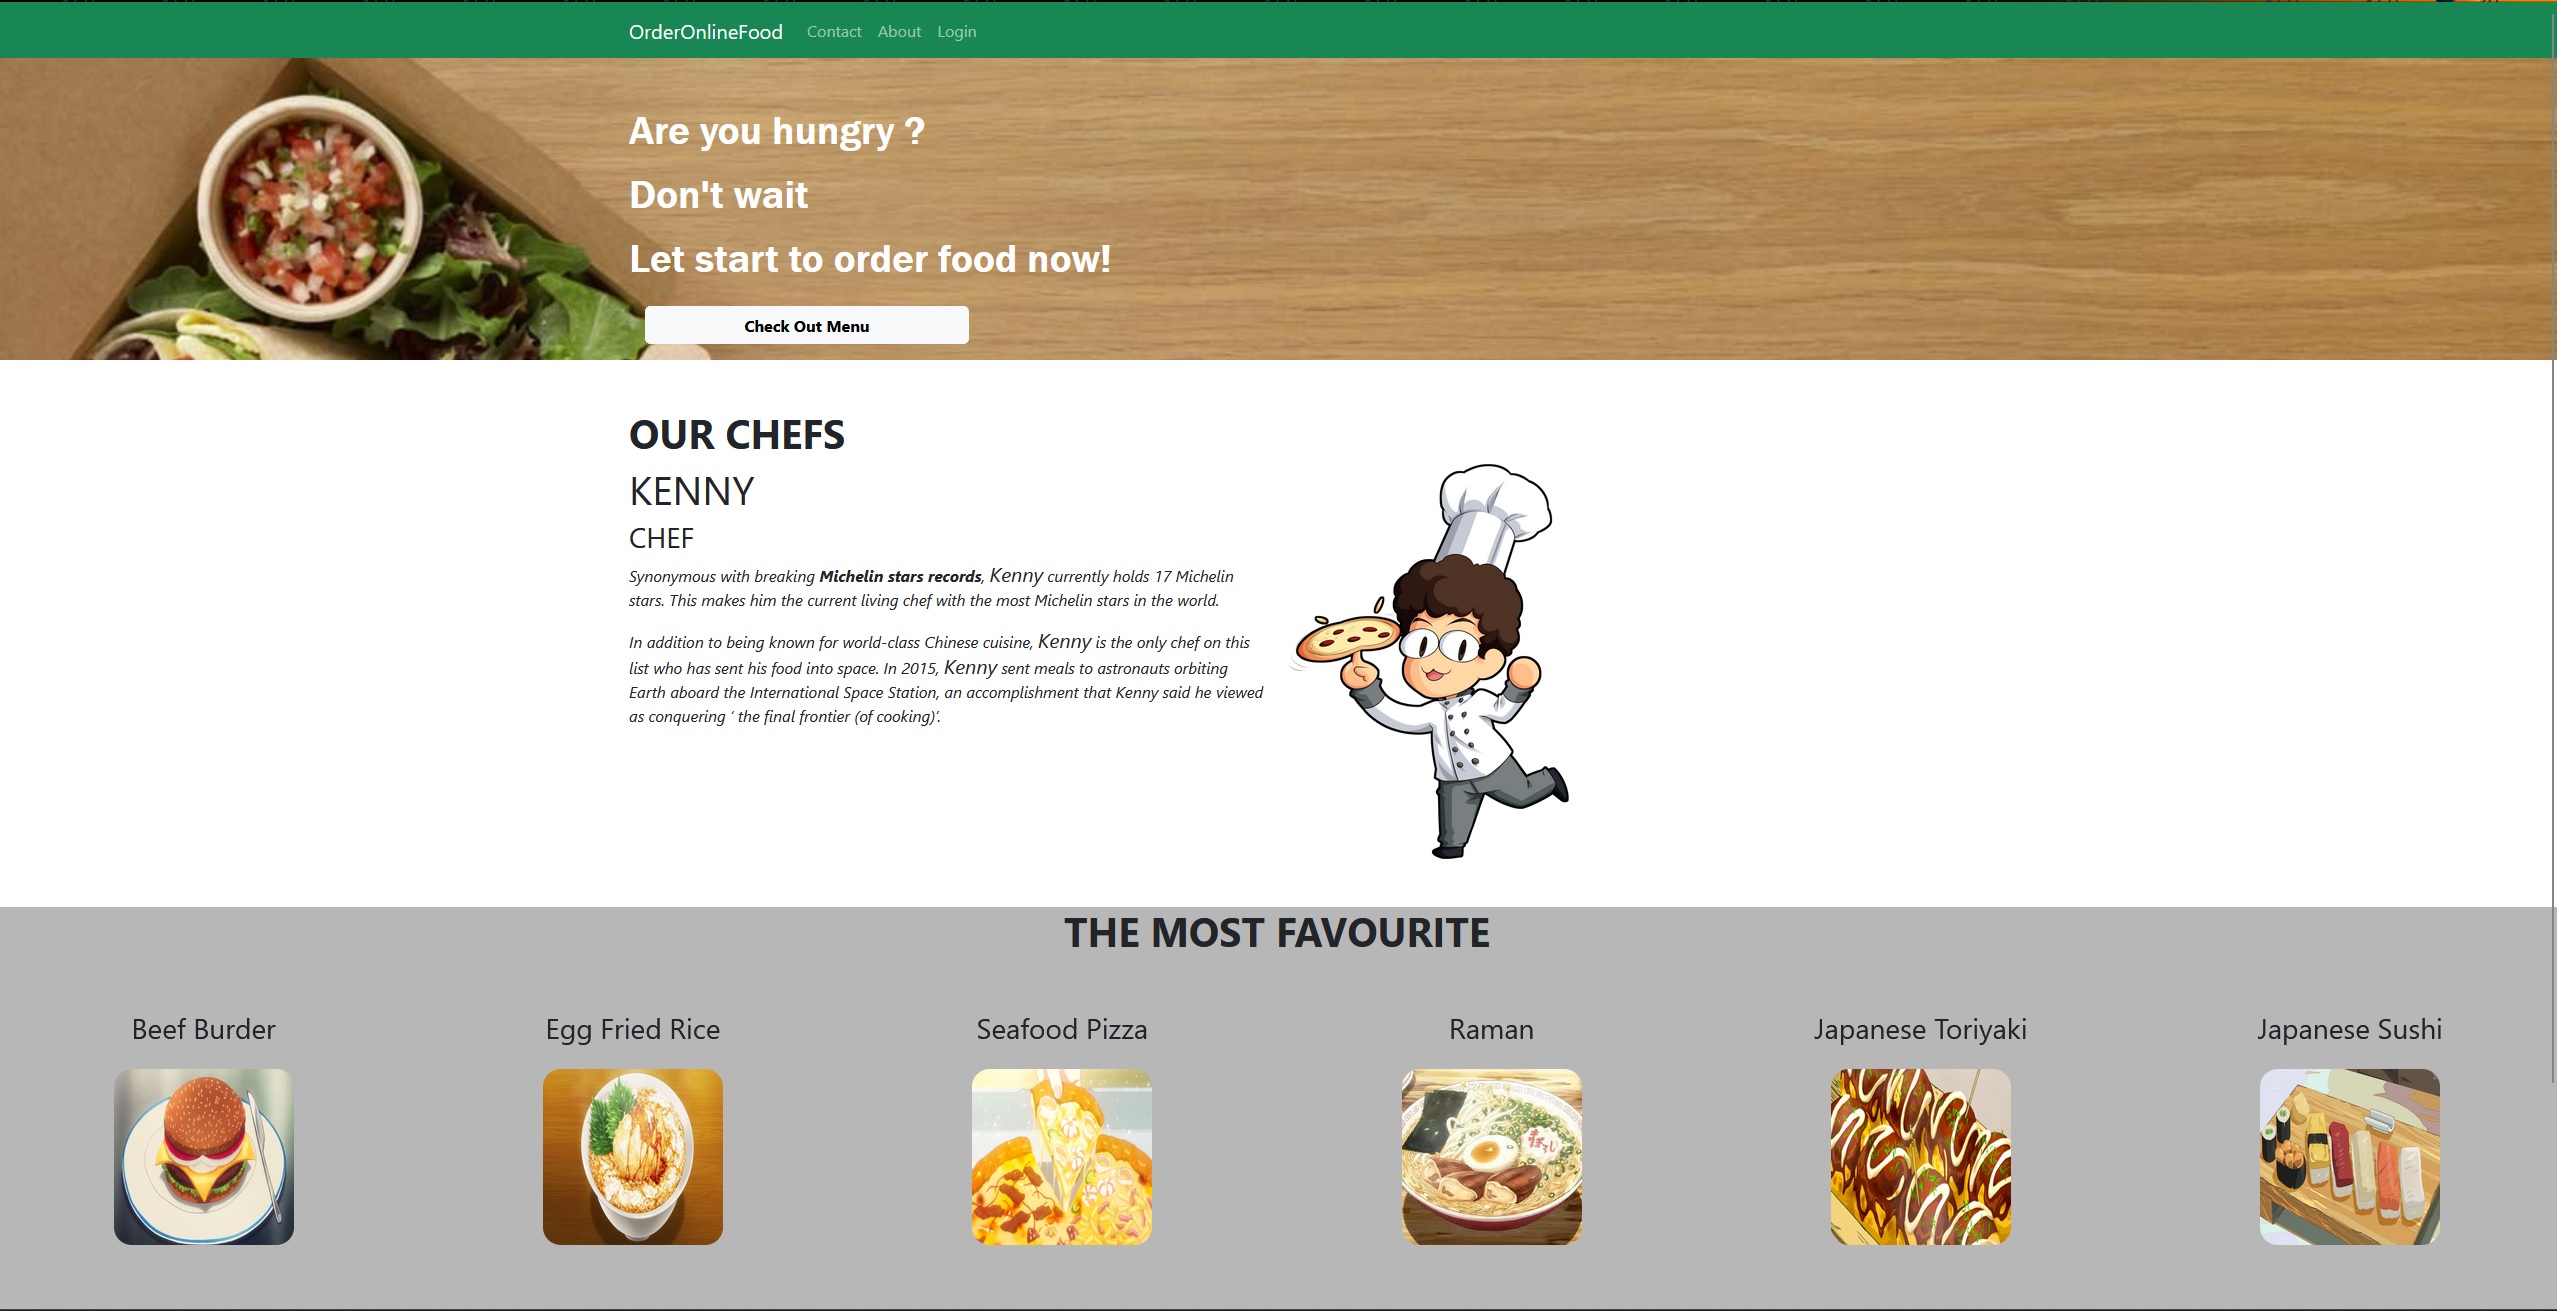 OrderOnlineFood Contact About Login
Are you hungry ?
Don't wait
Let start to order food now!
Check Out Menu
OUR CHEFS
KENNY
CHEF
Synonymous with breaking Michelin stars records, Kenny currently holds 17 Michelin
stars. This makes him the current living chef with the most Michelin stars in the world.
In addition to being known for world-class Chinese cuisine, Kenny is the only chef on this
list who has sent his food into space. In 2015, Kenny sent meals to astronauts orbiting
Earth aboard the International Space Station, an accomplishment that Kenny said he viewed
as conquering ‘ the final frontier (of cooking)’.
THE MOST FAVOURITE
Beef Burder
Egg Fried Rice
Seafood Pizza
Raman
Japanese Toriyaki
Japanese Sushi